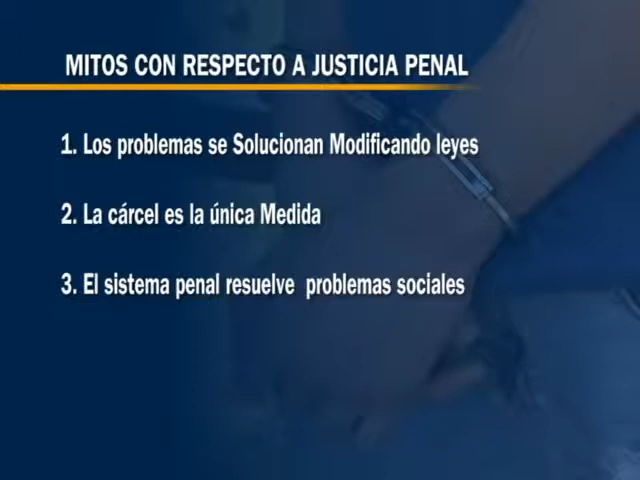 MITOS CON RESPECTO A JUSTICIA PENAL
1. Los problemas se Solucionan Modificando leyes
2. La cárcel es la única Medida
3. El sistema penal resuelve problemas sociales